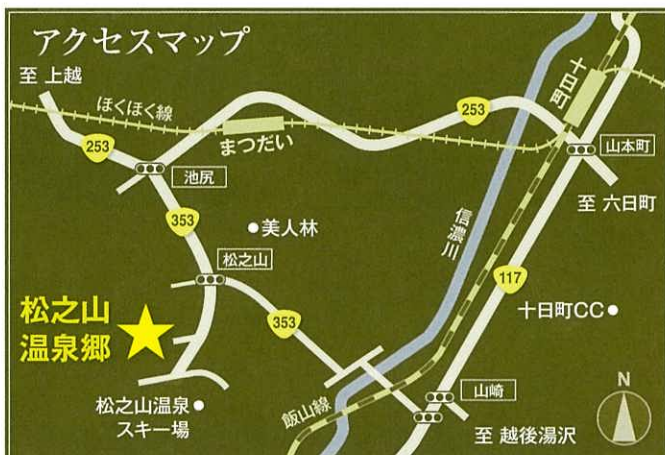 アクセスマップ
至 上越
ほくほく線
まつだい
253
253
十日町
山本町
至 六日町
池尻
353
美人林
信濃川
松之山
117
353
十日町CC
松之山
温泉郷
松之山温泉
スキー場
飯山線
山崎
至 越後湯沢
N